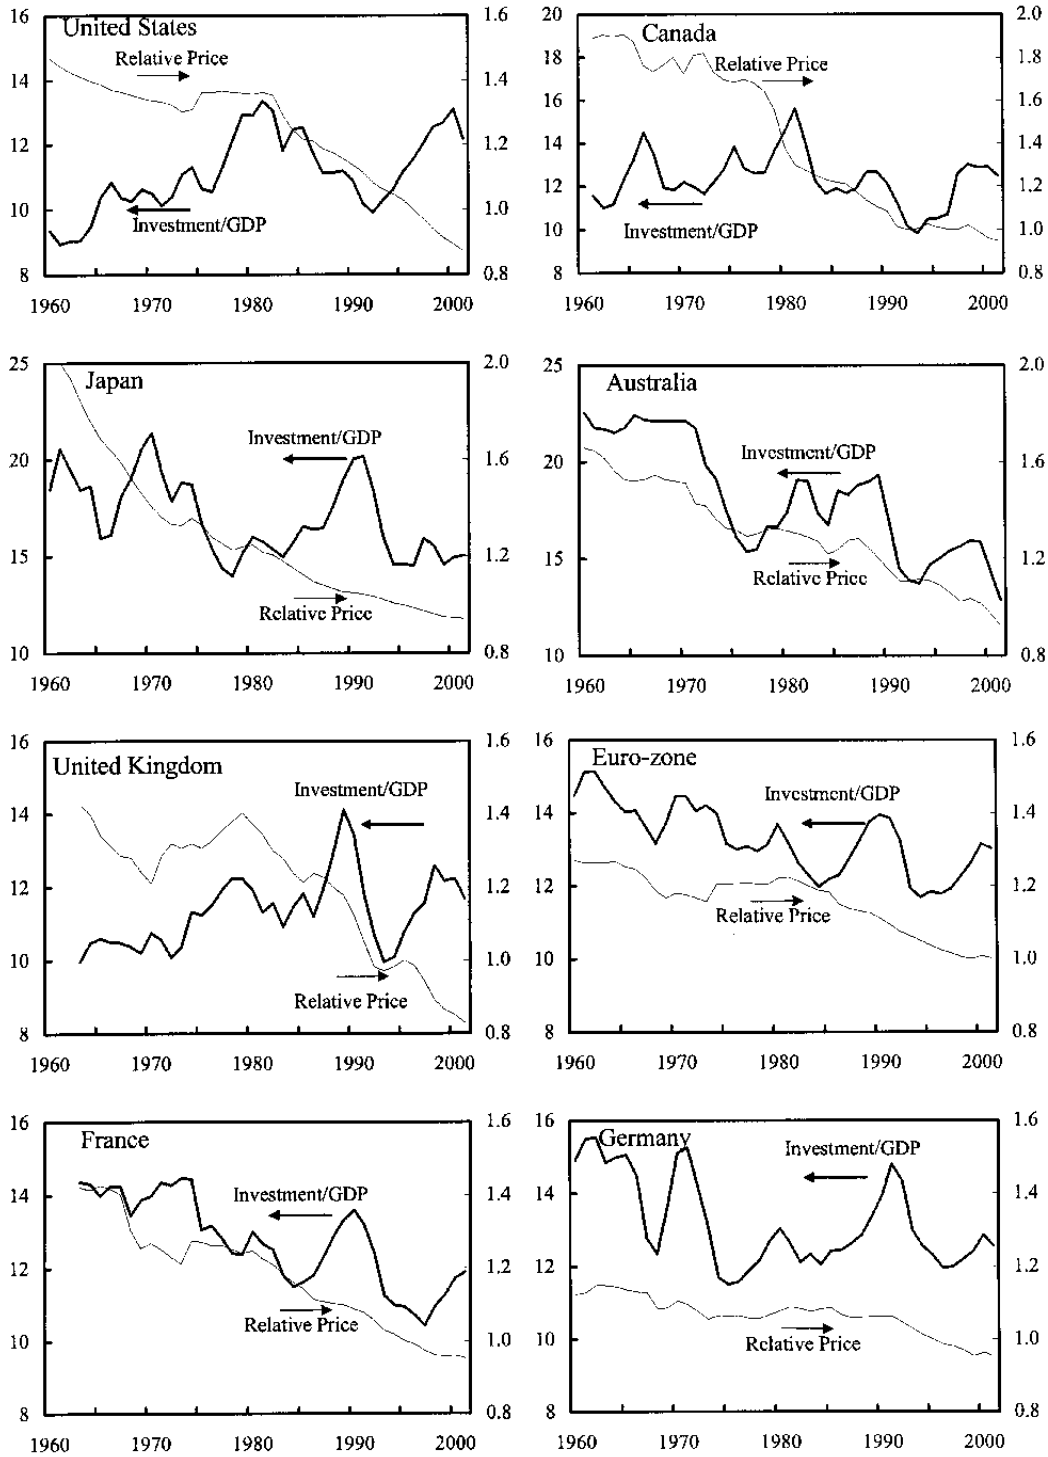 16 1.6
United States
Relative Price
14 1.4
12 1.2
10 1.0
Investment/GDP
8 0.8
1960 1970 1980 1990 2000
20 2.0
Canada
18 1.8
Relative Price
16 1.6
14 1.4
12 1.2
10 1.0
Investment/GDP
8 0.8
1960 1970 1980 1990 2000
25 2.0
Japan
Investment/GDP
20 1.6
15 1.2
Relative Price
10 0.8
1960 1970 1980 1990 2000
25 2.0
Australia
Investment/GDP
20 1.6
15 1.2
Relative Price
10 0.8
1960 1970 1980 1990 2000
16 1.6
United Kingdom
Investment/GDP
14 1.4
12 1.2
10 1.0
Relative Price
8 0.8
1960 1970 1980 1990 2000
16 1.6
Euro-zone
Investment/GDP
14 1.4
12 1.2
Relative Price
10 1.0
8 0.8
1960 1970 1980 1990 2000
16 1.6
France
Investment/GDP
14 1.4
12 1.2
Relative Price
10 1.0
8 0.8
1960 1970 1980 1990 2000
16 1.6
Germany
Investment/GDP
14 1.4
12 1.2
Relative Price
10 1.0
8 0.8
1960 1970 1980 1990 2000